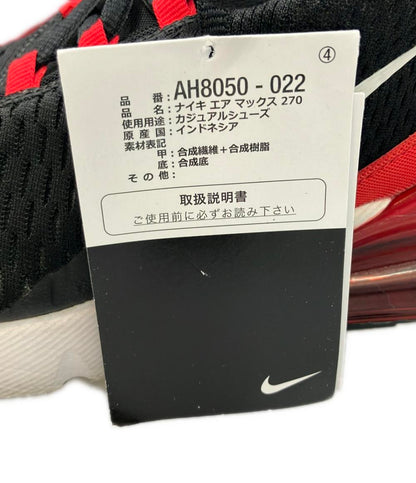 ④
品番：AH8050 - 022
品名：ナイキ エア マックス 270
使用用途：カジュアルシューズ
原産国：インドネシア
素材表記
甲：合成繊維＋合成樹脂
底：合成底
その他：
取扱説明書
ご使用前に必ずお読み下さい